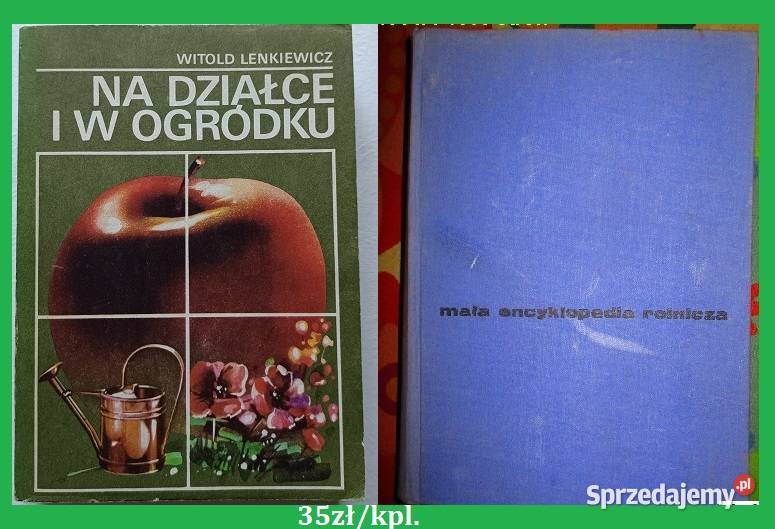 WITOLD LENKIEWICZ
NA DZIAŁCE
I W OGRÓDKU
mała encyklopedia rolnicza
Sprzedajemy.pl
35zł/kpl.